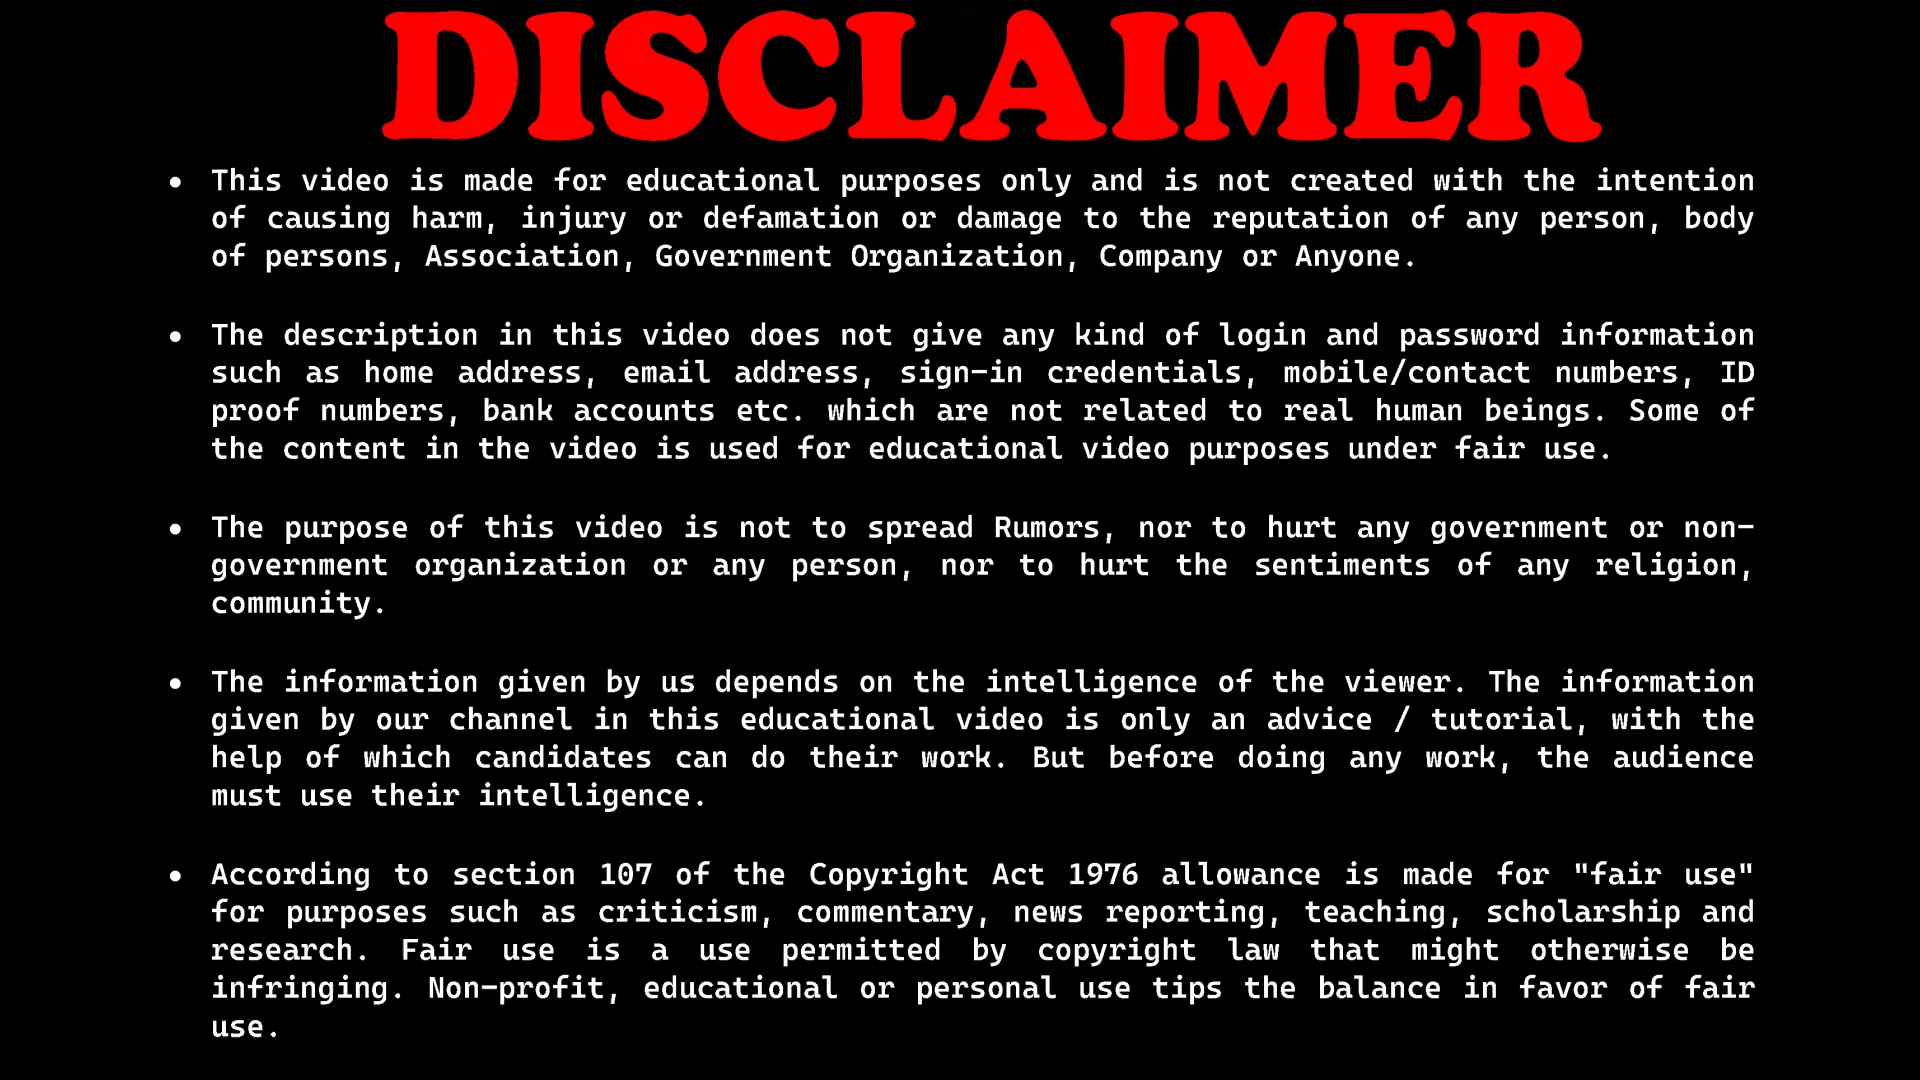 DISCLAIMER
• This video is made for educational purposes only and is not created with the intention
of causing harm, injury or defamation or damage to the reputation of any person, body
of persons, Association, Government Organization, Company or Anyone.
• The description in this video does not give any kind of login and password information
such as home address, email address, sign-in credentials, mobile/contact numbers, ID
proof numbers, bank accounts etc. which are not related to real human beings. Some of
the content in the video is used for educational video purposes under fair use.
• The purpose of this video is not to spread Rumors, nor to hurt any government or non-
government organization or any person, nor to hurt the sentiments of any religion,
community.
• The information given by us depends on the intelligence of the viewer. The information
given by our channel in this educational video is only an advice / tutorial, with the
help of which candidates can do their work. But before doing any work, the audience
must use their intelligence.
• According to section 107 of the Copyright Act 1976 allowance is made for "fair use"
for purposes such as criticism, commentary, news reporting, teaching, scholarship and
research. Fair use is a use permitted by copyright law that might otherwise be
infringing. Non-profit, educational or personal use tips the balance in favor of fair
use.